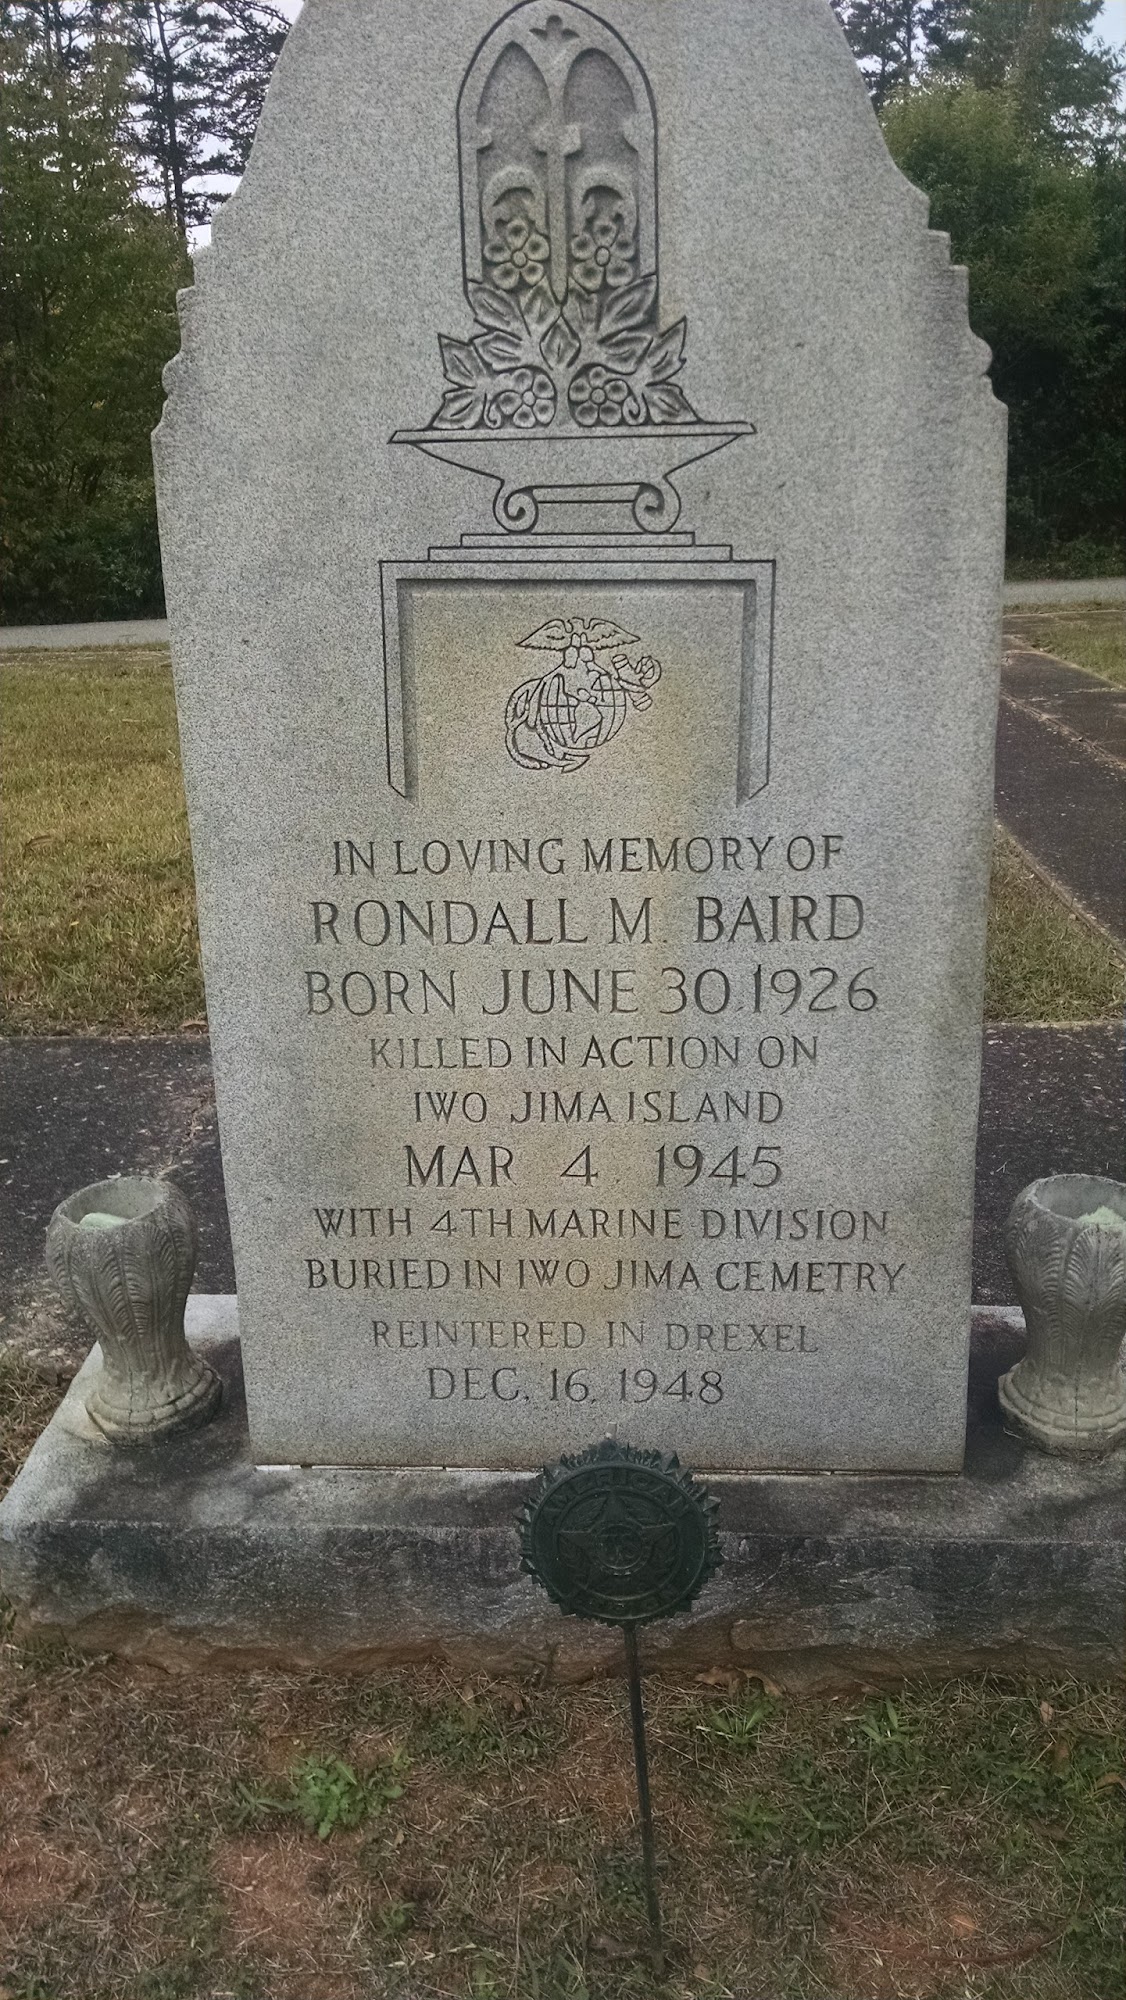 IN LOVING MEMORY OF
RONDALL M. BAIRD
BORN JUNE 30, 1926
KILLED IN ACTION ON
IWO JIMA ISLAND
MAR 4, 1945
WITH 4TH MARINE DIVISION
BURIED IN IWO JIMA CEMETRY
REINTERED IN DREXEL
DEC. 16, 1948
AMERICAN